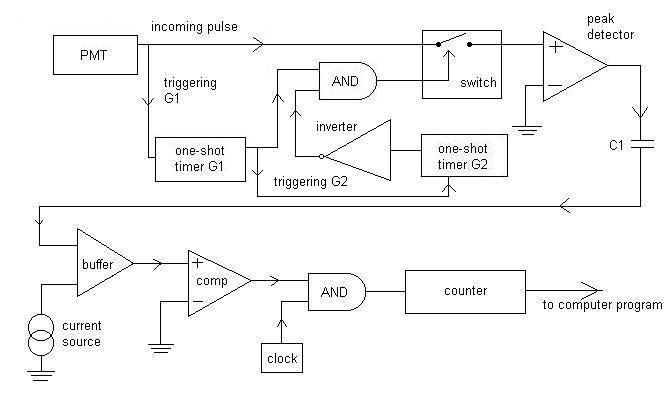 incoming pulse
PMT
triggering
G1
AND
switch
peak
detector
+
−
inverter
one-shot
timer G1
one-shot
timer G2
triggering G2
C1
buffer
+
comp
−
AND
counter
to computer program
current
source
clock